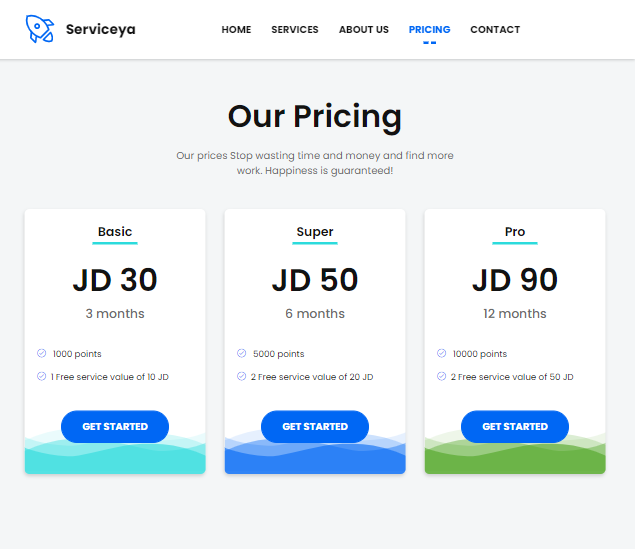 Serviceya
HOME SERVICES ABOUT US PRICING CONTACT
Our Pricing
Our prices Stop wasting time and money and find more
work. Happiness is guaranteed!
Basic
JD 30
3 months
1000 points
1 Free service value of 10 JD
GET STARTED
Super
JD 50
6 months
5000 points
2 Free service value of 20 JD
GET STARTED
Pro
JD 90
12 months
10000 points
2 Free service value of 50 JD
GET STARTED